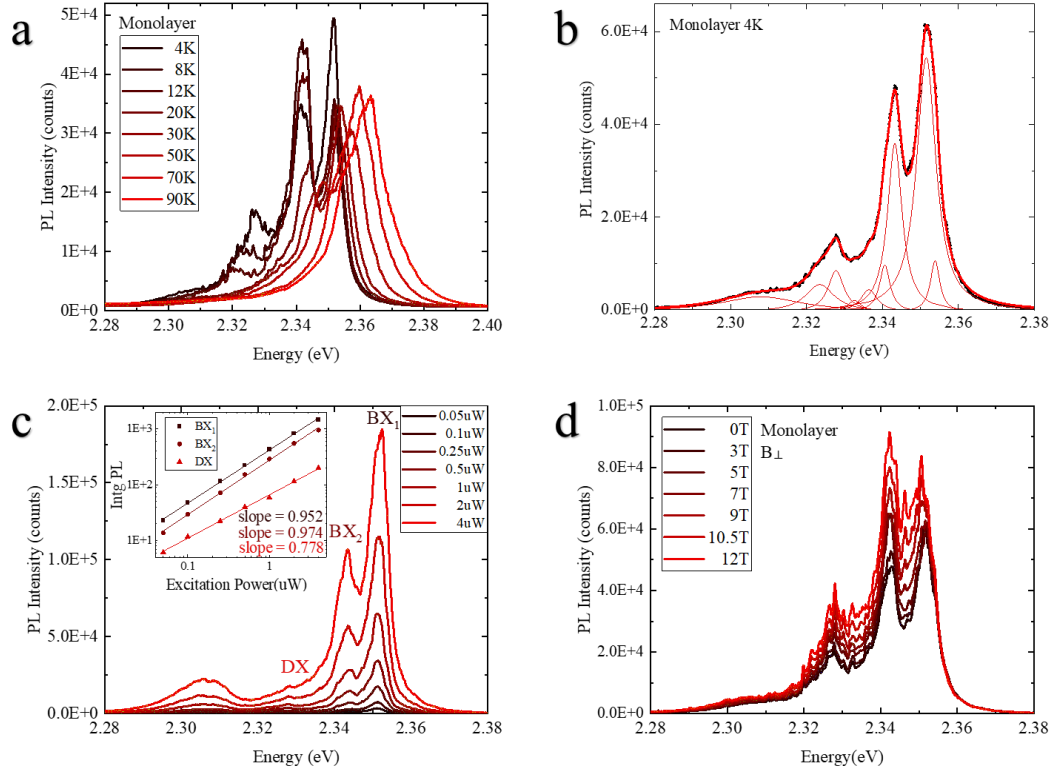 a
Monolayer
4K
8K
12K
20K
30K
50K
70K
90K
5E+4
4E+4
3E+4
2E+4
1E+4
0E+0
PL Intensity (counts)
2.28 2.30 2.32 2.34 2.36 2.38 2.40
Energy (eV)
b
Monolayer 4K
6.0E+4
4.0E+4
2.0E+4
0.0E+0
PL Intensity (counts)
2.28 2.30 2.32 2.34 2.36 2.38
Energy (eV)
c
2.0E+5
1.5E+5
1.0E+5
5.0E+4
0.0E+0
PL Intensity (counts)
BX₁
BX₂
DX
1E+3
1E+2
1E+1
Intg PL
slope = 0.952
slope = 0.974
slope = 0.778
0.1 1
Excitation Power(uW)
BX₁
BX₂
DX
0.05uW
0.1uW
0.25uW
0.5uW
1uW
2uW
4uW
2.28 2.30 2.32 2.34 2.36 2.38
Energy(eV)
d
0T
3T
5T
7T
9T
10.5T
12T
Monolayer
B⊥
1.0E+5
8.0E+4
6.0E+4
4.0E+4
2.0E+4
0.0E+0
PL Intensity (counts)
2.28 2.30 2.32 2.34 2.36 2.38
Energy (eV)